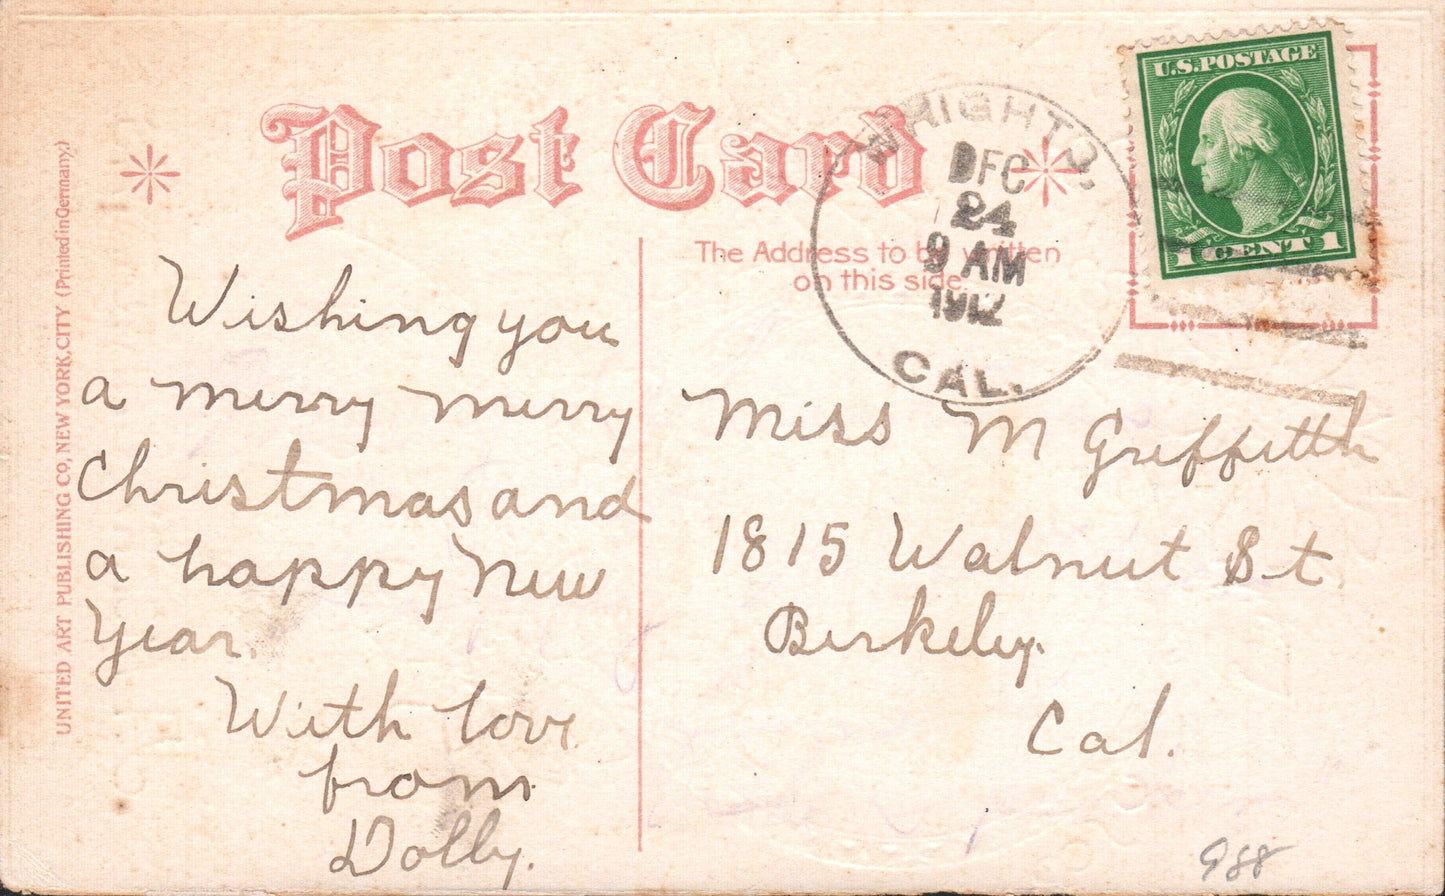 Post Card
The Address to be written
on this side.
UNITED ART PUBLISHING CO, NEW YORK, CITY (Printed in Germany)
U.S. POSTAGE
1 CENT 1
DEC
24
9 AM
1912
CAL.
Wishing you
a merry merry
Christmas and
a happy New
Year.
With love
from
Dolly.
Miss M Griffitth
1815 Walnut St
Berkeley.
Cal.
988